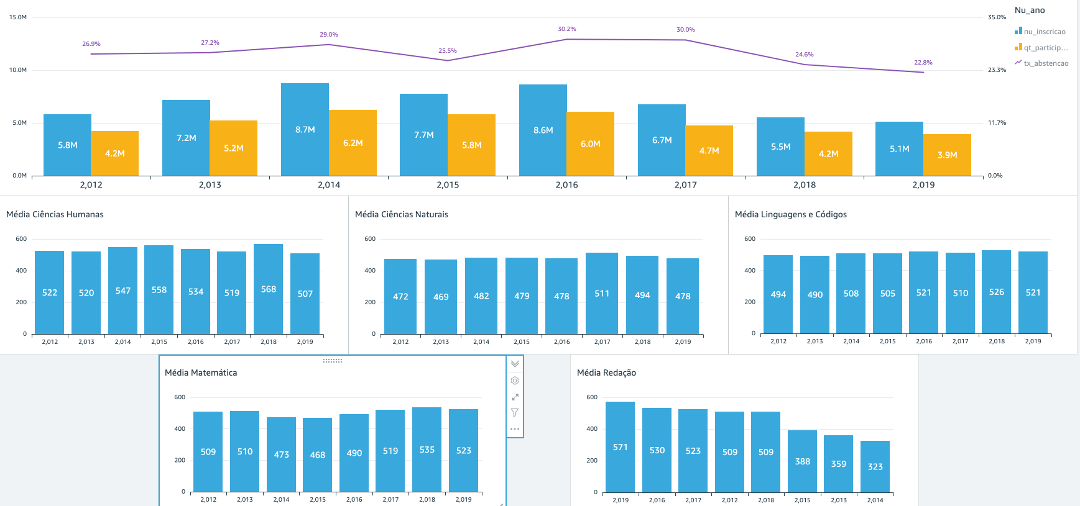 Nu_ano
nu_inscricao
qt_particip...
tx_abstencao
15.0M
10.0M
5.0M
0.0M
35.0%
23.3%
11.7%
0.0%
26.9% 27.2% 29.0% 25.5% 30.2% 30.0% 24.6% 22.8%
5.8M 4.2M 7.2M 5.2M 8.7M 6.2M 7.7M 5.8M 8.6M 6.0M 6.7M 4.7M 5.5M 4.2M 5.1M 3.9M
2,012 2,013 2,014 2,015 2,016 2,017 2,018 2,019
Média Ciências Humanas
600
400
200
0
522 520 547 558 534 519 568 507
2,012 2,013 2,014 2,015 2,016 2,017 2,018 2,019
Média Ciências Naturais
600
400
200
0
472 469 482 479 478 511 494 478
2,012 2,013 2,014 2,015 2,016 2,017 2,018 2,019
Média Linguagens e Códigos
600
400
200
0
494 490 508 505 521 510 526 521
2,012 2,013 2,014 2,015 2,016 2,017 2,018 2,019
Média Matemática
600
400
200
0
509 510 473 468 490 519 535 523
2,012 2,013 2,014 2,015 2,016 2,017 2,018 2,019
Média Redação
600
400
200
0
571 530 523 509 509 388 359 323
2,019 2,016 2,017 2,012 2,018 2,015 2,013 2,014